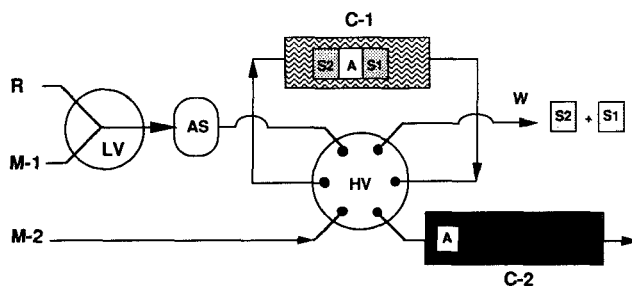 C-1
S2 A S1
R
W
S2 + S1
AS
LV
M-1
HV
M-2
A
C-2